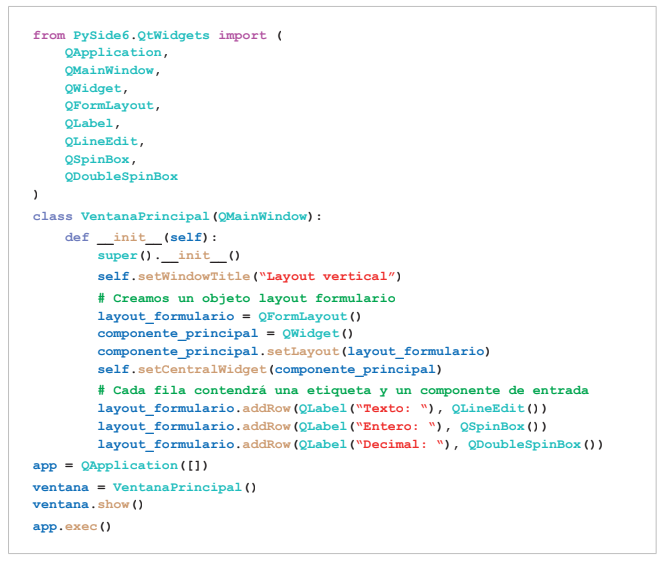 from PySide6.QtWidgets import (
    QApplication,
    QMainWindow,
    QWidget,
    QFormLayout,
    QLabel,
    QLineEdit,
    QSpinBox,
    QDoubleSpinBox
)
class VentanaPrincipal(QMainWindow):
    def __init__(self):
        super().__init__()
        self.setWindowTitle(“Layout vertical”)
        # Creamos un objeto layout formulario
        layout_formulario = QFormLayout()
        componente_principal = QWidget()
        componente_principal.setLayout(layout_formulario)
        self.setCentralWidget(componente_principal)
        # Cada fila contendrá una etiqueta y un componente de entrada
        layout_formulario.addRow(QLabel(“Texto: “), QLineEdit())
        layout_formulario.addRow(QLabel(“Entero: “), QSpinBox())
        layout_formulario.addRow(QLabel(“Decimal: “), QDoubleSpinBox())
app = QApplication([])
ventana = VentanaPrincipal()
ventana.show()
app.exec()